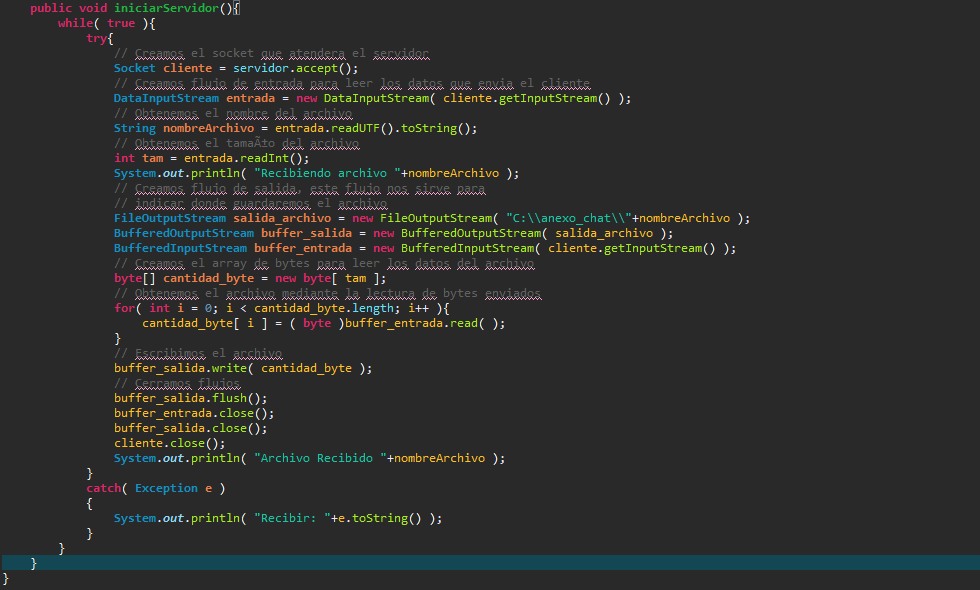 public void iniciarServidor(){
while( true ){
try{
// Creamos el socket que atendera el servidor
Socket cliente = servidor.accept();
// Creamos flujo de entrada para leer los datos que envia el cliente
DataInputStream entrada = new DataInputStream( cliente.getInputStream() );
// Obtenemos el nombre del archivo
String nombreArchivo = entrada.readUTF().toString();
// Obtenemos el tamaÃ±o del archivo
int tam = entrada.readInt();
System.out.println( "Recibiendo archivo "+nombreArchivo );
// Creamos flujo de salida, este flujo nos sirve para
// indicar donde guardaremos el archivo
FileOutputStream salida_archivo = new FileOutputStream( "C:\\anexo_chat\\"+nombreArchivo );
BufferedOutputStream buffer_salida = new BufferedOutputStream( salida_archivo );
BufferedInputStream buffer_entrada = new BufferedInputStream( cliente.getInputStream() );
// Creamos el array de bytes para leer los datos del archivo
byte[] cantidad_byte = new byte[ tam ];
// Obtenemos el archivo mediante la lectura de bytes enviados
for( int i = 0; i < cantidad_byte.length; i++ ){
cantidad_byte[ i ] = ( byte )buffer_entrada.read( );
}
// Escribimos el archivo
buffer_salida.write( cantidad_byte );
// Cerramos flujos
buffer_salida.flush();
buffer_entrada.close();
buffer_salida.close();
cliente.close();
System.out.println( "Archivo Recibido "+nombreArchivo );
}
catch( Exception e )
{
System.out.println( "Recibir: "+e.toString() );
}
}
}
}